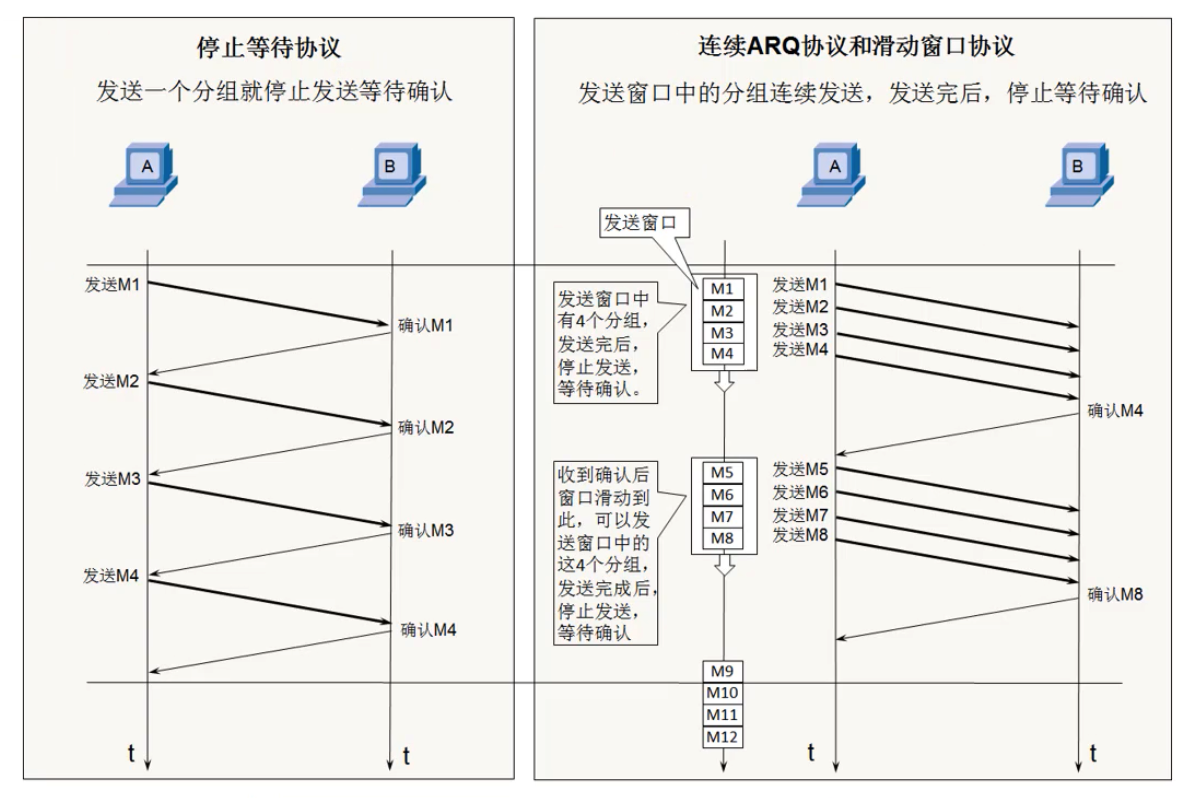 停止等待协议
发送一个分组就停止发送等待确认
A
B
发送M1
确认M1
发送M2
确认M2
发送M3
确认M3
发送M4
确认M4
t
t
连续ARQ协议和滑动窗口协议
发送窗口中的分组连续发送，发送完后，停止等待确认
A
B
发送窗口
发送窗口中
有4个分组，
发送完后，
停止发送，
等待确认。
M1
M2
M3
M4
发送M1
发送M2
发送M3
发送M4
确认M4
收到确认后
窗口滑动到
此，可以发
送窗口中的
这4个分组，
发送完成后，
停止发送，
等待确认
M5
M6
M7
M8
发送M5
发送M6
发送M7
发送M8
确认M8
M9
M10
M11
M12
t
t